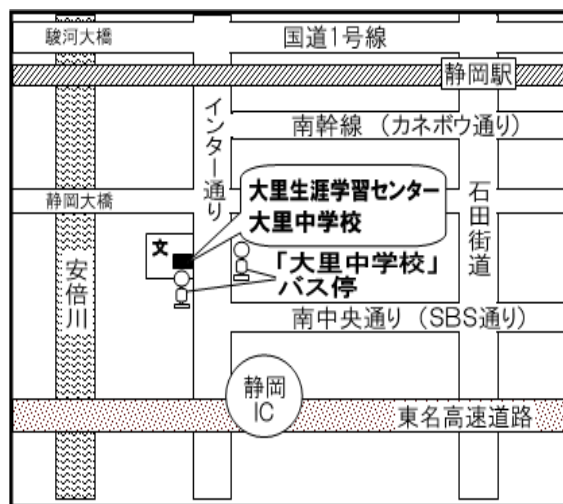 駿河大橋
国道1号線
静岡駅
インター通り
南幹線 (カネボウ通り)
大里生涯学習センター
大里中学校
静岡大橋
石田街道
文
「大里中学校」
バス停
安倍川
南中央通り (SBS通り)
静岡
IC
東名高速道路